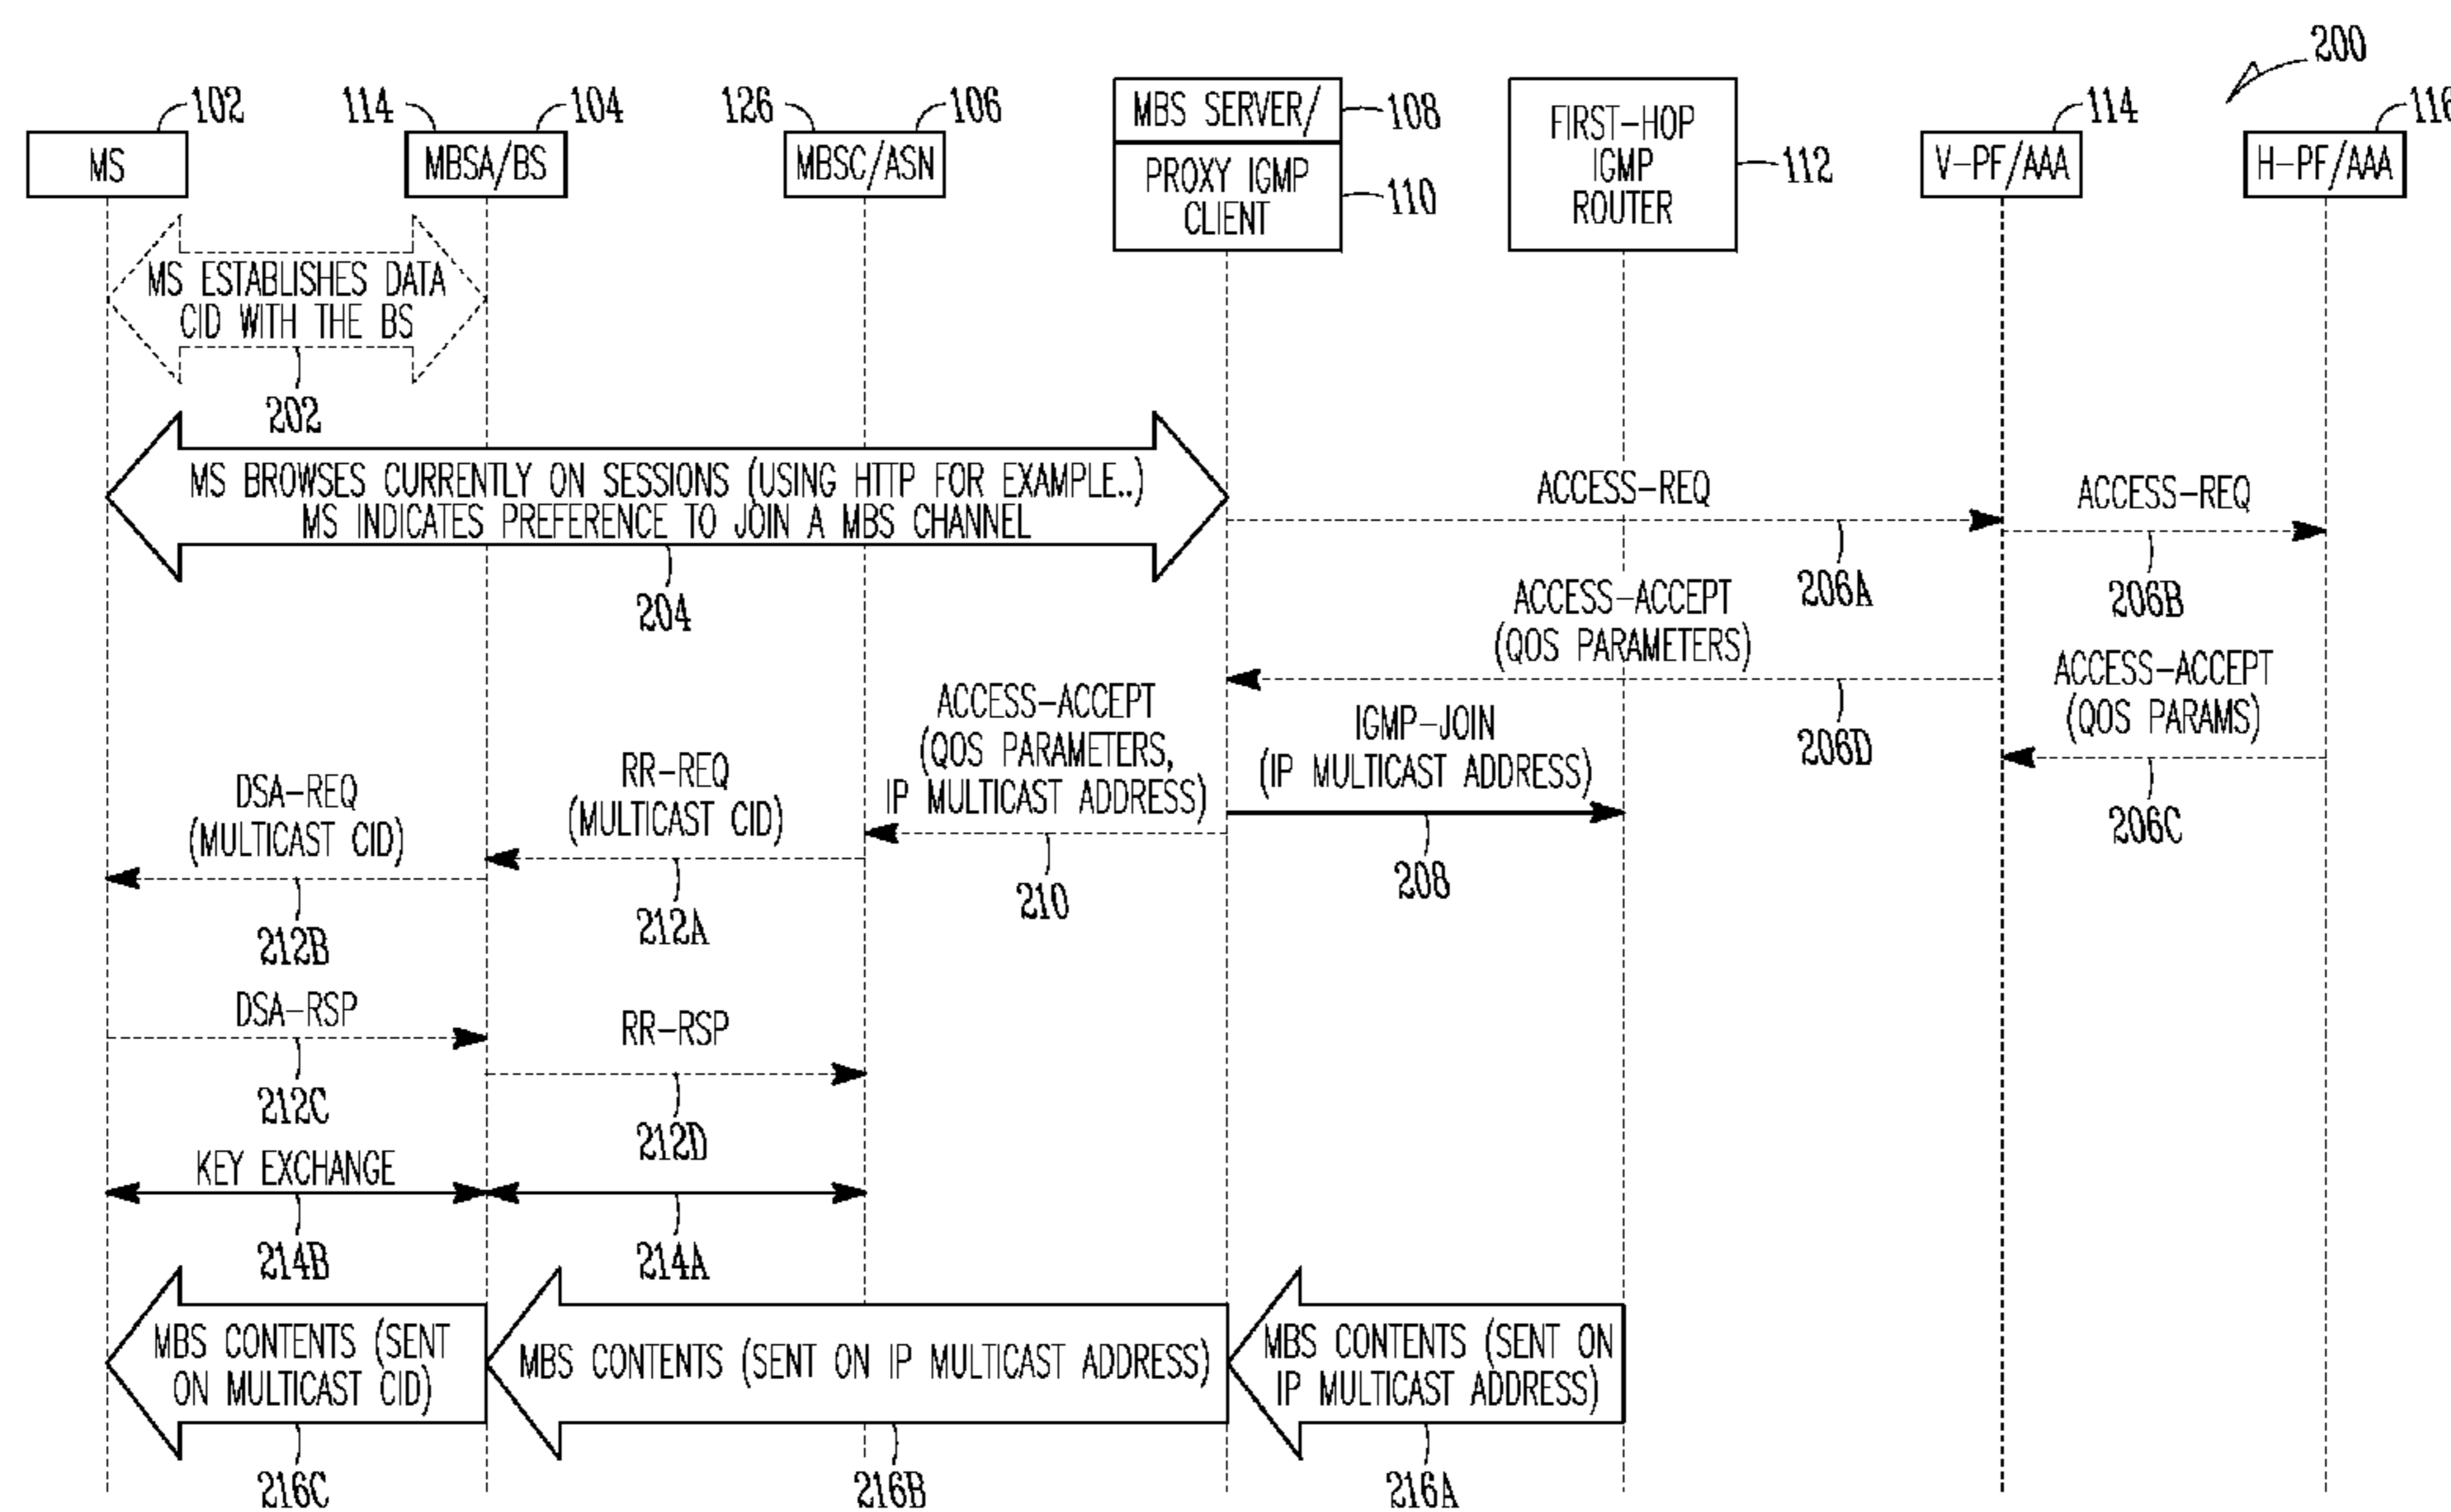 200
102
114
104
126
106
108
112
114
116
110
MS
MBSA/BS
MBSC/ASN
MBS SERVER/
PROXY IGMP
CLIENT
FIRST-HOP
IGMP
ROUTER
V-PF/AAA
H-PF/AAA
MS ESTABLISHES DATA
CID WITH THE BS
202
MS BROWSES CURRENTLY ON SESSIONS (USING HTTP FOR EXAMPLE..)
MS INDICATES PREFERENCE TO JOIN A MBS CHANNEL
204
ACCESS-REQ
206A
ACCESS-REQ
206B
ACCESS-ACCEPT
(QOS PARAMETERS)
206D
ACCESS-ACCEPT
(QOS PARAMS)
206C
IGMP-JOIN
(IP MULTICAST ADDRESS)
208
ACCESS-ACCEPT
(QOS PARAMETERS,
IP MULTICAST ADDRESS)
210
RR-REQ
(MULTICAST CID)
212A
DSA-REQ
(MULTICAST CID)
212B
DSA-RSP
212C
RR-RSP
212D
KEY EXCHANGE
214B
214A
MBS CONTENTS (SENT
ON MULTICAST CID)
216C
MBS CONTENTS (SENT ON IP MULTICAST ADDRESS)
216B
MBS CONTENTS (SENT ON
IP MULTICAST ADDRESS)
216A